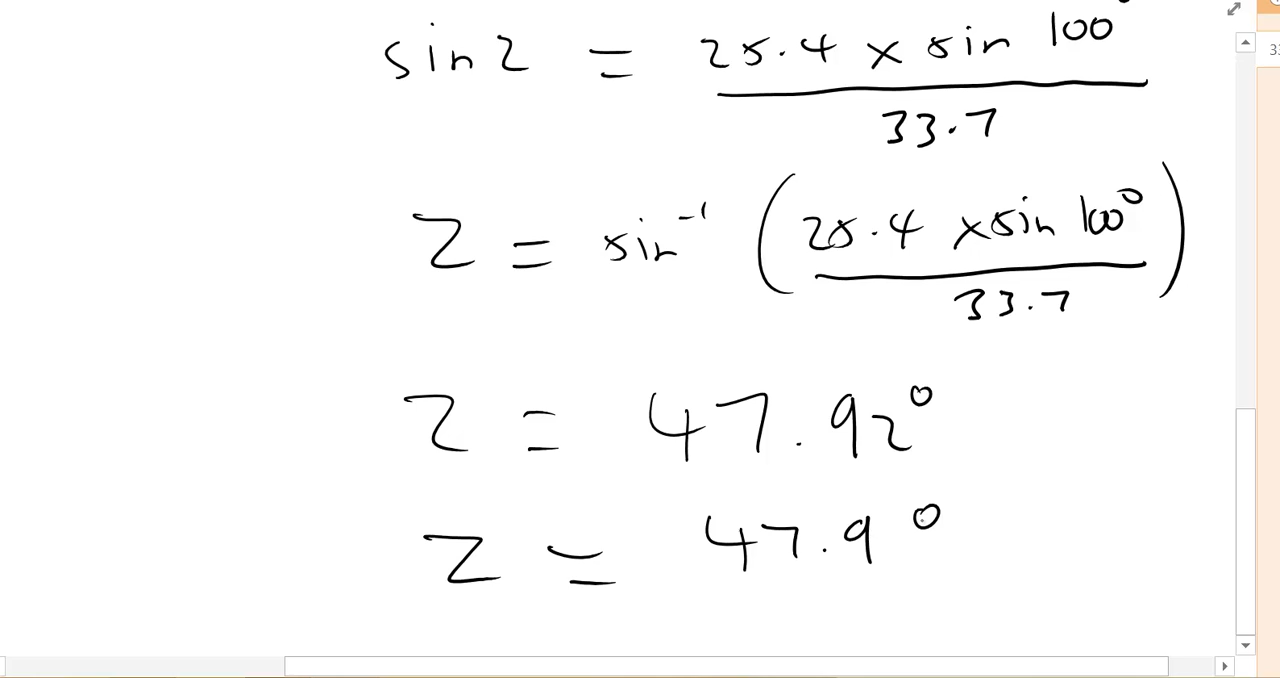 sin Z = 25.4 × sin 100°
33.7
Z = sin⁻¹ (25.4 × sin 100°
33.7)
Z = 47.92°
Z = 47.9°